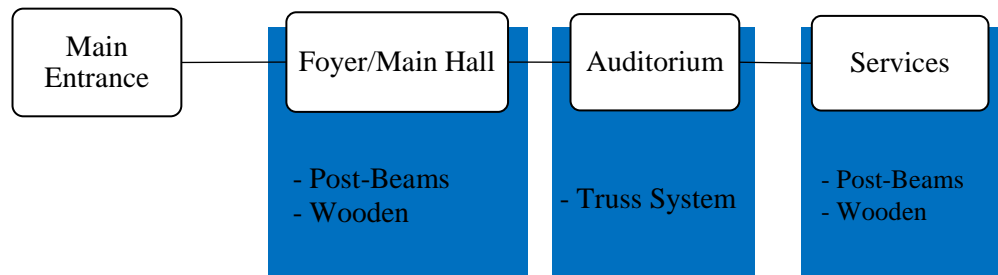 Main
Entrance
Foyer/Main Hall
Auditorium
Services
- Post-Beams
- Wooden
- Truss System
- Post-Beams
- Wooden